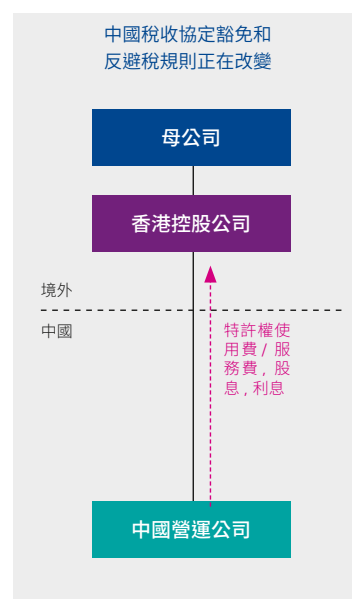 中國稅收協定豁免和
反避稅規則正在改變
母公司
香港控股公司
境外
中國
特許權使
用費 / 服
務費 , 股
息 , 利息
中國營運公司